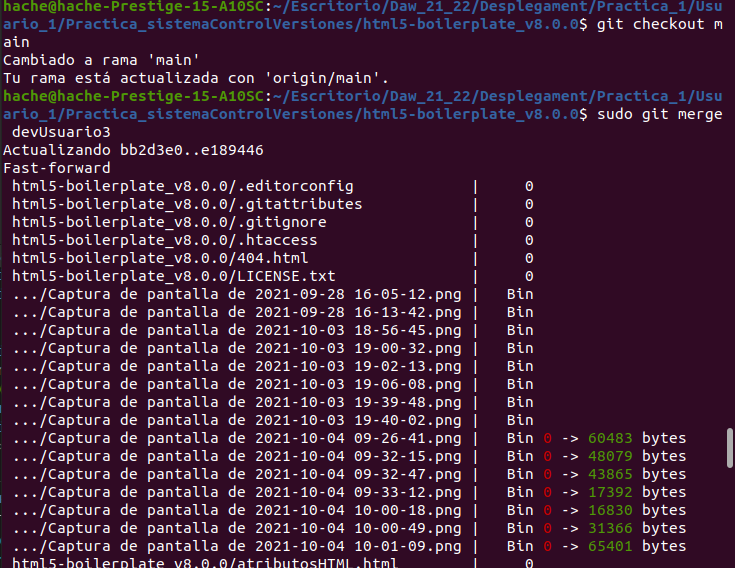 hache@hache-Prestige-15-A10SC:~/Escritorio/Daw_21_22/Desplegament/Practica_1/Usu
ario_1/Practica_sistemaControlVersiones/html5-boilerplate_v8.0.0$ git checkout m
ain
Cambiado a rama 'main'
Tu rama está actualizada con 'origin/main'.
hache@hache-Prestige-15-A10SC:~/Escritorio/Daw_21_22/Desplegament/Practica_1/Usu
ario_1/Practica_sistemaControlVersiones/html5-boilerplate_v8.0.0$ sudo git merge
 devUsuario3
Actualizando bb2d3e0..e189446
Fast-forward
 html5-boilerplate_v8.0.0/.editorconfig             |    0
 html5-boilerplate_v8.0.0/.gitattributes            |    0
 html5-boilerplate_v8.0.0/.gitignore                |    0
 html5-boilerplate_v8.0.0/.htaccess                 |    0
 html5-boilerplate_v8.0.0/404.html                  |    0
 html5-boilerplate_v8.0.0/LICENSE.txt               |    0
 .../Captura de pantalla de 2021-09-28 16-05-12.png |  Bin
 .../Captura de pantalla de 2021-09-28 16-13-42.png |  Bin
 .../Captura de pantalla de 2021-10-03 18-56-45.png |  Bin
 .../Captura de pantalla de 2021-10-03 19-00-32.png |  Bin
 .../Captura de pantalla de 2021-10-03 19-02-13.png |  Bin
 .../Captura de pantalla de 2021-10-03 19-06-08.png |  Bin
 .../Captura de pantalla de 2021-10-03 19-39-48.png |  Bin
 .../Captura de pantalla de 2021-10-03 19-40-02.png |  Bin
 .../Captura de pantalla de 2021-10-04 09-26-41.png |  Bin 0 -> 60483 bytes
 .../Captura de pantalla de 2021-10-04 09-32-15.png |  Bin 0 -> 48079 bytes
 .../Captura de pantalla de 2021-10-04 09-32-47.png |  Bin 0 -> 43865 bytes
 .../Captura de pantalla de 2021-10-04 09-33-12.png |  Bin 0 -> 17392 bytes
 .../Captura de pantalla de 2021-10-04 10-00-18.png |  Bin 0 -> 16830 bytes
 .../Captura de pantalla de 2021-10-04 10-00-49.png |  Bin 0 -> 31366 bytes
 .../Captura de pantalla de 2021-10-04 10-01-09.png |  Bin 0 -> 65401 bytes
 html5-boilerplate_v8.0.0/atributosHTML.html        |    0